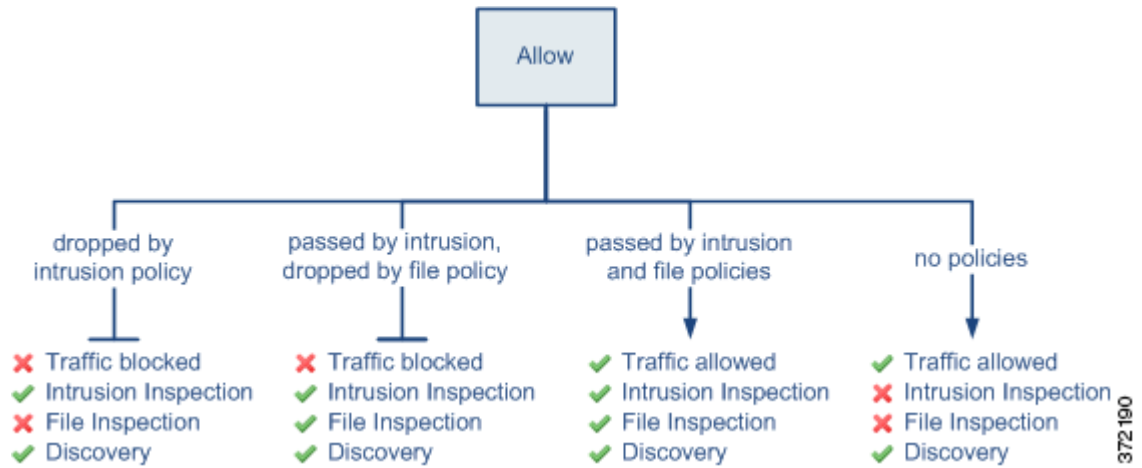 Allow
dropped by
intrusion policy
passed by intrusion,
dropped by file policy
passed by intrusion
and file policies
no policies
Traffic blocked
Intrusion Inspection
File Inspection
Discovery
Traffic blocked
Intrusion Inspection
File Inspection
Discovery
Traffic allowed
Intrusion Inspection
File Inspection
Discovery
Traffic allowed
Intrusion Inspection
File Inspection
Discovery
372190